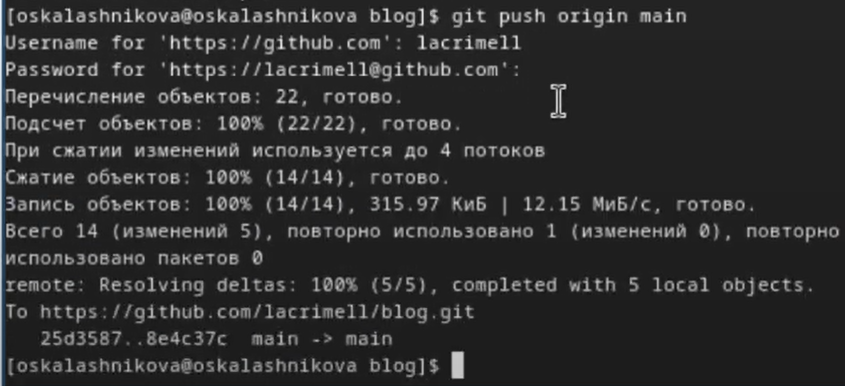 [oskalashnikova@oskalashnikova blog]$ git push origin main
Username for 'https://github.com': lacrimell
Password for 'https://lacrimell@github.com':
Перечисление объектов: 22, готово.
Подсчет объектов: 100% (22/22), готово.
При сжатии изменений используется до 4 потоков
Сжатие объектов: 100% (14/14), готово.
Запись объектов: 100% (14/14), 315.97 КиБ | 12.15 МиБ/с, готово.
Всего 14 (изменений 5), повторно использовано 1 (изменений 0), повторно
использовано пакетов 0
remote: Resolving deltas: 100% (5/5), completed with 5 local objects.
To https://github.com/lacrimell/blog.git
25d3587..8e4c37c  main -> main
[oskalashnikova@oskalashnikova blog]$